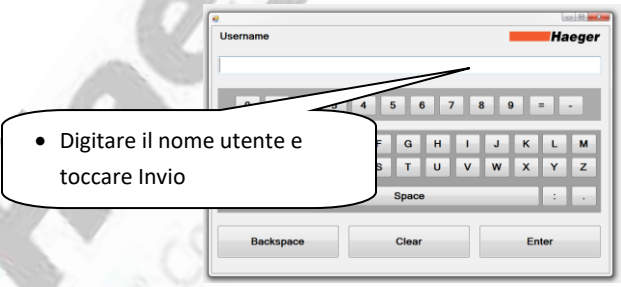 Username
Haeger
4 5 6 7 8 9 = -
• Digitare il nome utente e
toccare Invio
G H I J K L M
S T U V W X Y Z
Space : .
Backspace Clear Enter